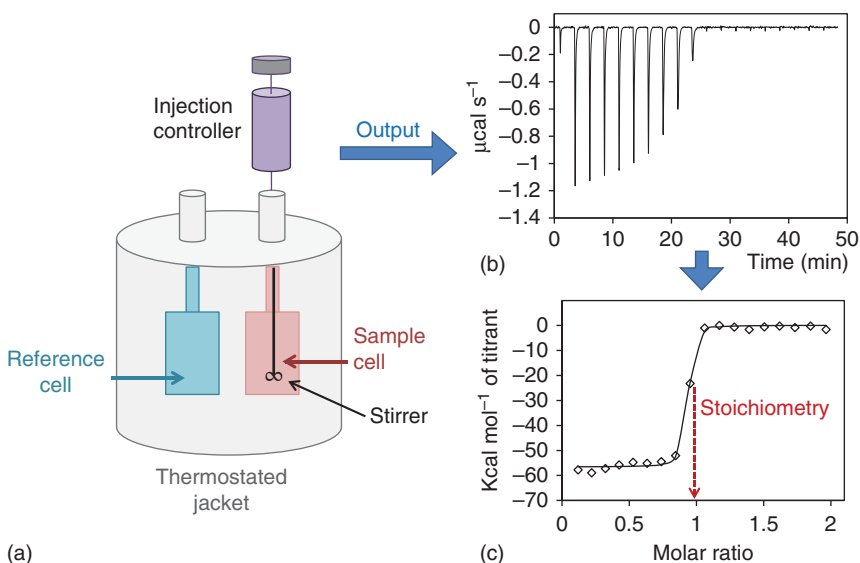 Injection
controller
Output
Reference
cell
Sample
cell
Stirrer
Thermostated
jacket
(a)
0
−0.2
−0.4
−0.6
−0.8
−1
−1.2
−1.4
μcal s⁻¹
0 10 20 30 40 50
Time (min)
(b)
0
−10
−20
−30
−40
−50
−60
−70
Kcal mol⁻¹ of titrant
Stoichiometry
0 0.5 1 1.5 2
Molar ratio
(c)